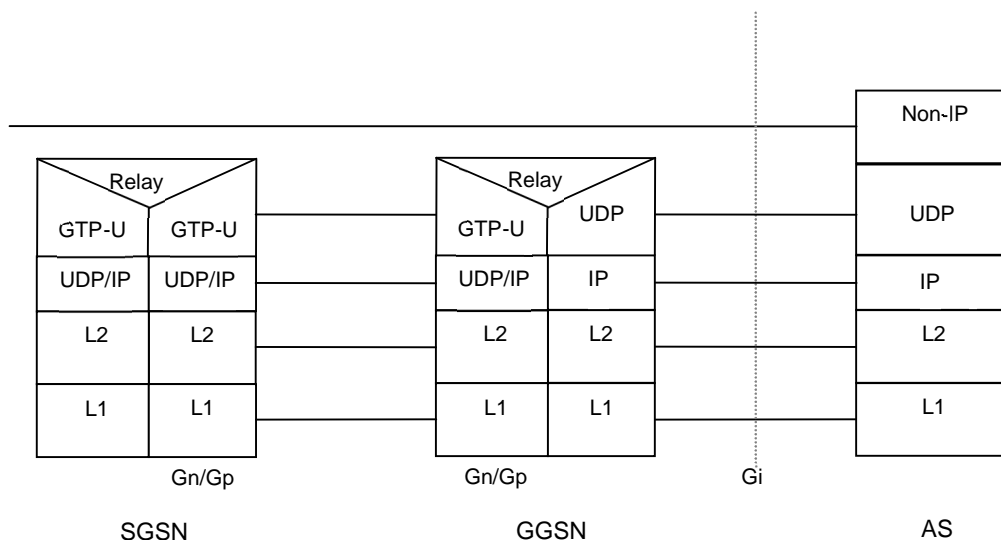 Non-IP
Relay
Relay
GTP-U
GTP-U
GTP-U
UDP
UDP
UDP/IP
UDP/IP
UDP/IP
IP
IP
L2
L2
L2
L2
L2
L1
L1
L1
L1
L1
Gn/Gp
Gn/Gp
Gi
SGSN
GGSN
AS